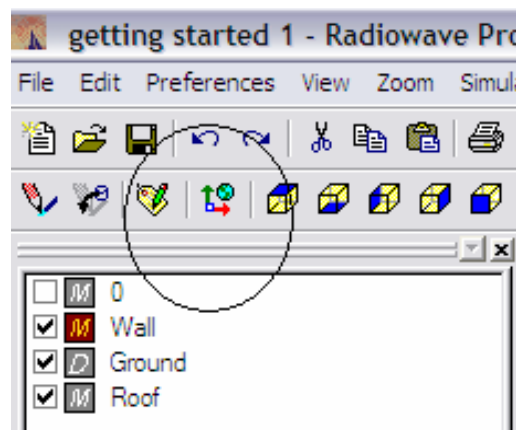 getting started 1 - Radiowave Pro
File Edit Preferences View Zoom Simula
M 0
M Wall
D Ground
M Roof